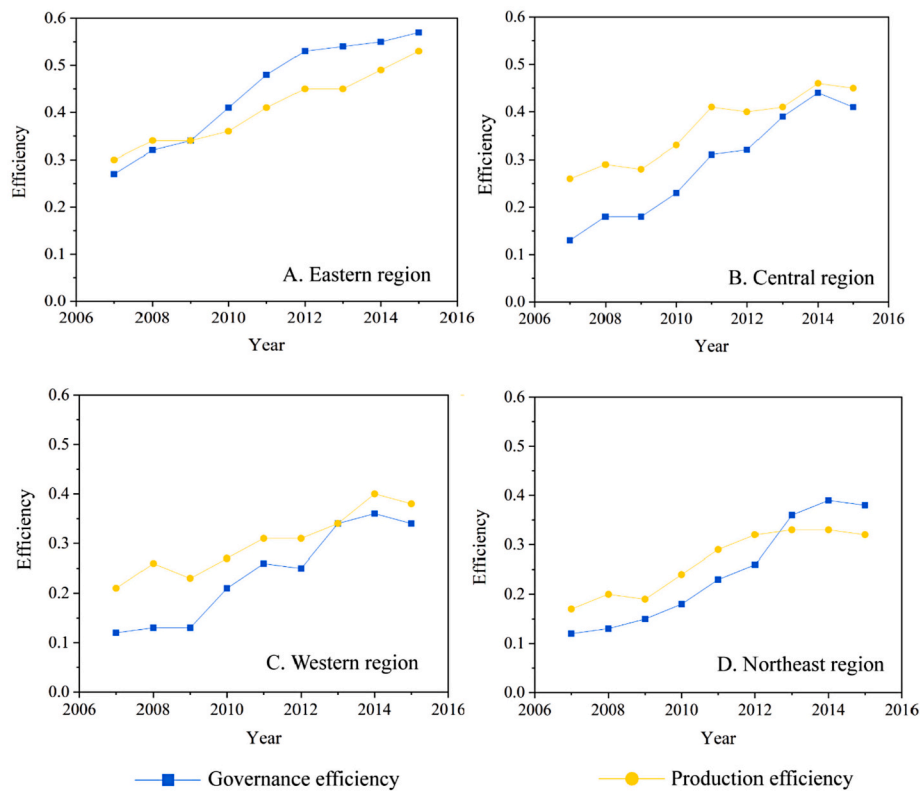 0.6
0.5
0.4
0.3
0.2
0.1
0.0
Efficiency
A. Eastern region
2006 2008 2010 2012 2014 2016
Year
0.6
0.5
0.4
0.3
0.2
0.1
0.0
Efficiency
B. Central region
2006 2008 2010 2012 2014 2016
Year
0.6
0.5
0.4
0.3
0.2
0.1
0.0
Efficiency
C. Western region
2006 2008 2010 2012 2014 2016
Year
0.6
0.5
0.4
0.3
0.2
0.1
0.0
Efficiency
D. Northeast region
2006 2008 2010 2012 2014 2016
Year
Governance efficiency
Production efficiency